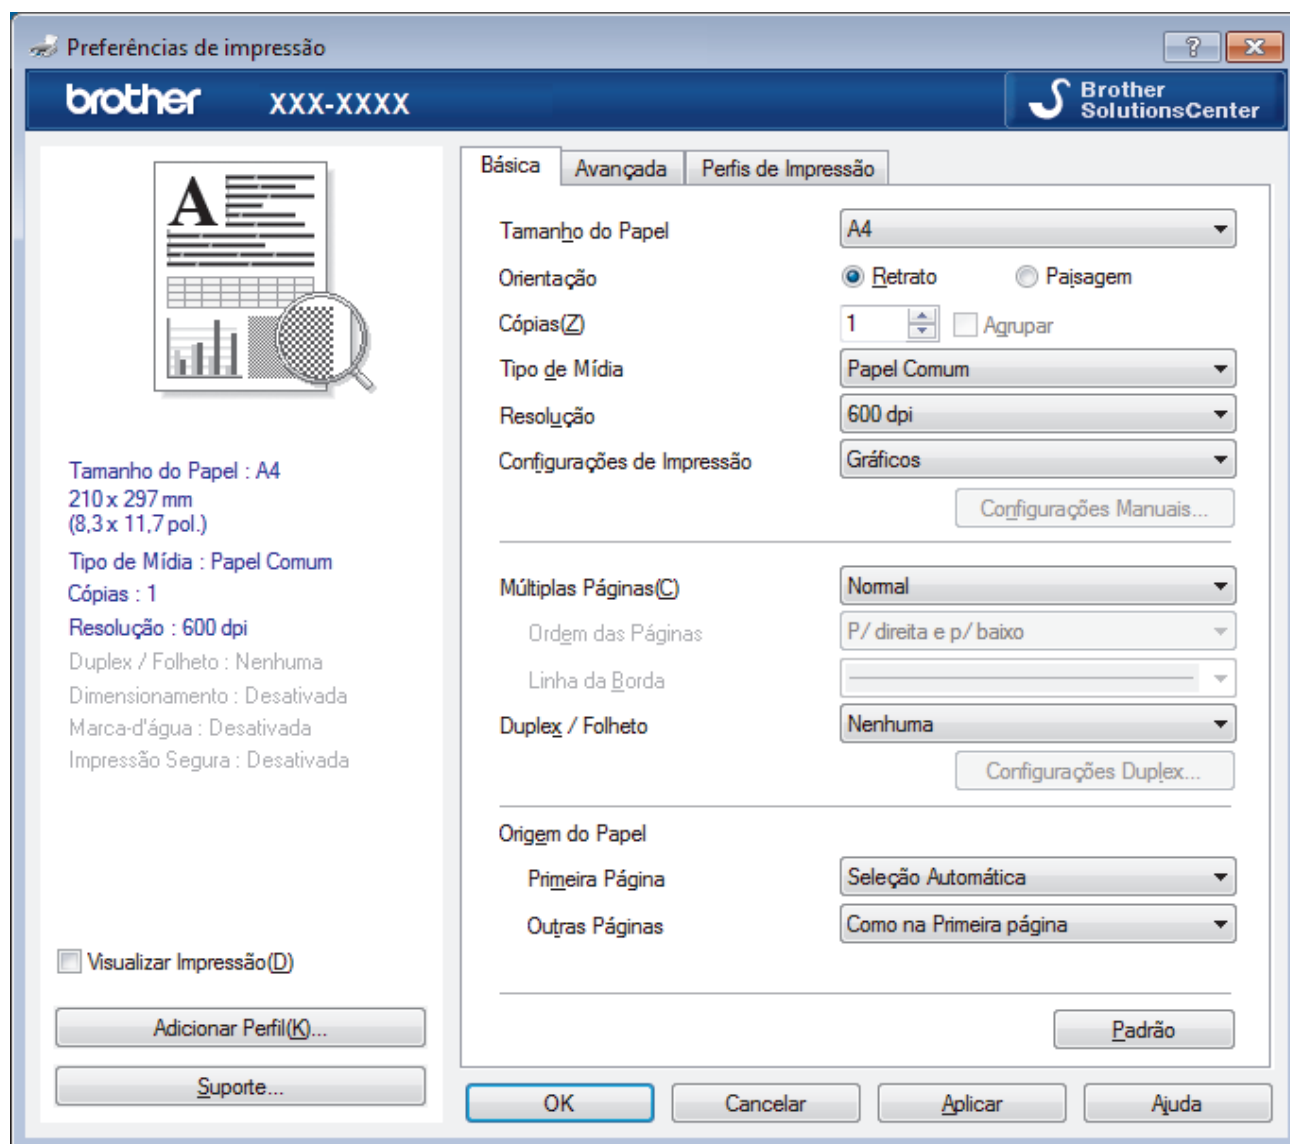 Preferências de impressão
brother XXX-XXXX
Brother
SolutionsCenter
Básica Avançada Perfis de Impressão
A
Tamanho do Papel A4
Orientação Retrato Paisagem
Cópias(Z) 1 Agrupar
Tipo de Mídia Papel Comum
Resolução 600 dpi
Configurações de Impressão Gráficos
Configurações Manuais...
Múltiplas Páginas(C) Normal
Ordem das Páginas P/ direita e p/ baixo
Linha da Borda
Duplex / Folheto Nenhuma
Configurações Duplex...
Origem do Papel
Primeira Página Seleção Automática
Outras Páginas Como na Primeira página
Padrão
Tamanho do Papel : A4
210 x 297 mm
(8,3 x 11,7 pol.)
Tipo de Mídia : Papel Comum
Cópias : 1
Resolução : 600 dpi
Duplex / Folheto : Nenhuma
Dimensionamento : Desativada
Marca-d'água : Desativada
Impressão Segura : Desativada
Visualizar Impressão(D)
Adicionar Perfil(K)...
Suporte...
OK Cancelar Aplicar Ajuda